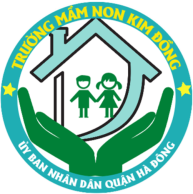 TRƯỜNG MẦM NON KIM ĐỒNG
ỦY BAN NHÂN DÂN QUẬN HÀ ĐÔNG